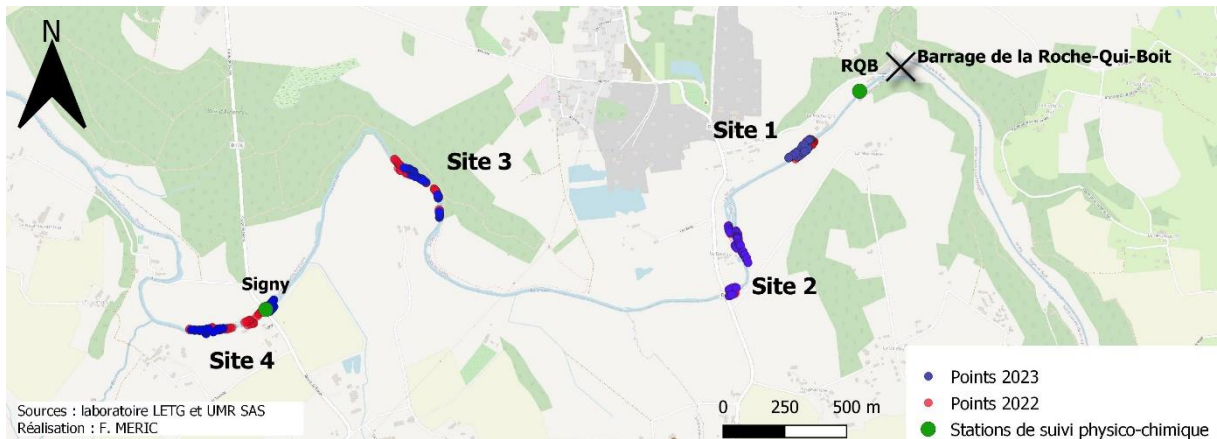 N
Barrage de la Roche-Qui-Boit
RQB
Site 1
Site 3
Site 2
Signy
Site 4
Sources : laboratoire LETG et UMR SAS
Réalisation : F. MERIC
0 250 500 m
Points 2023
Points 2022
Stations de suivi physico-chimique